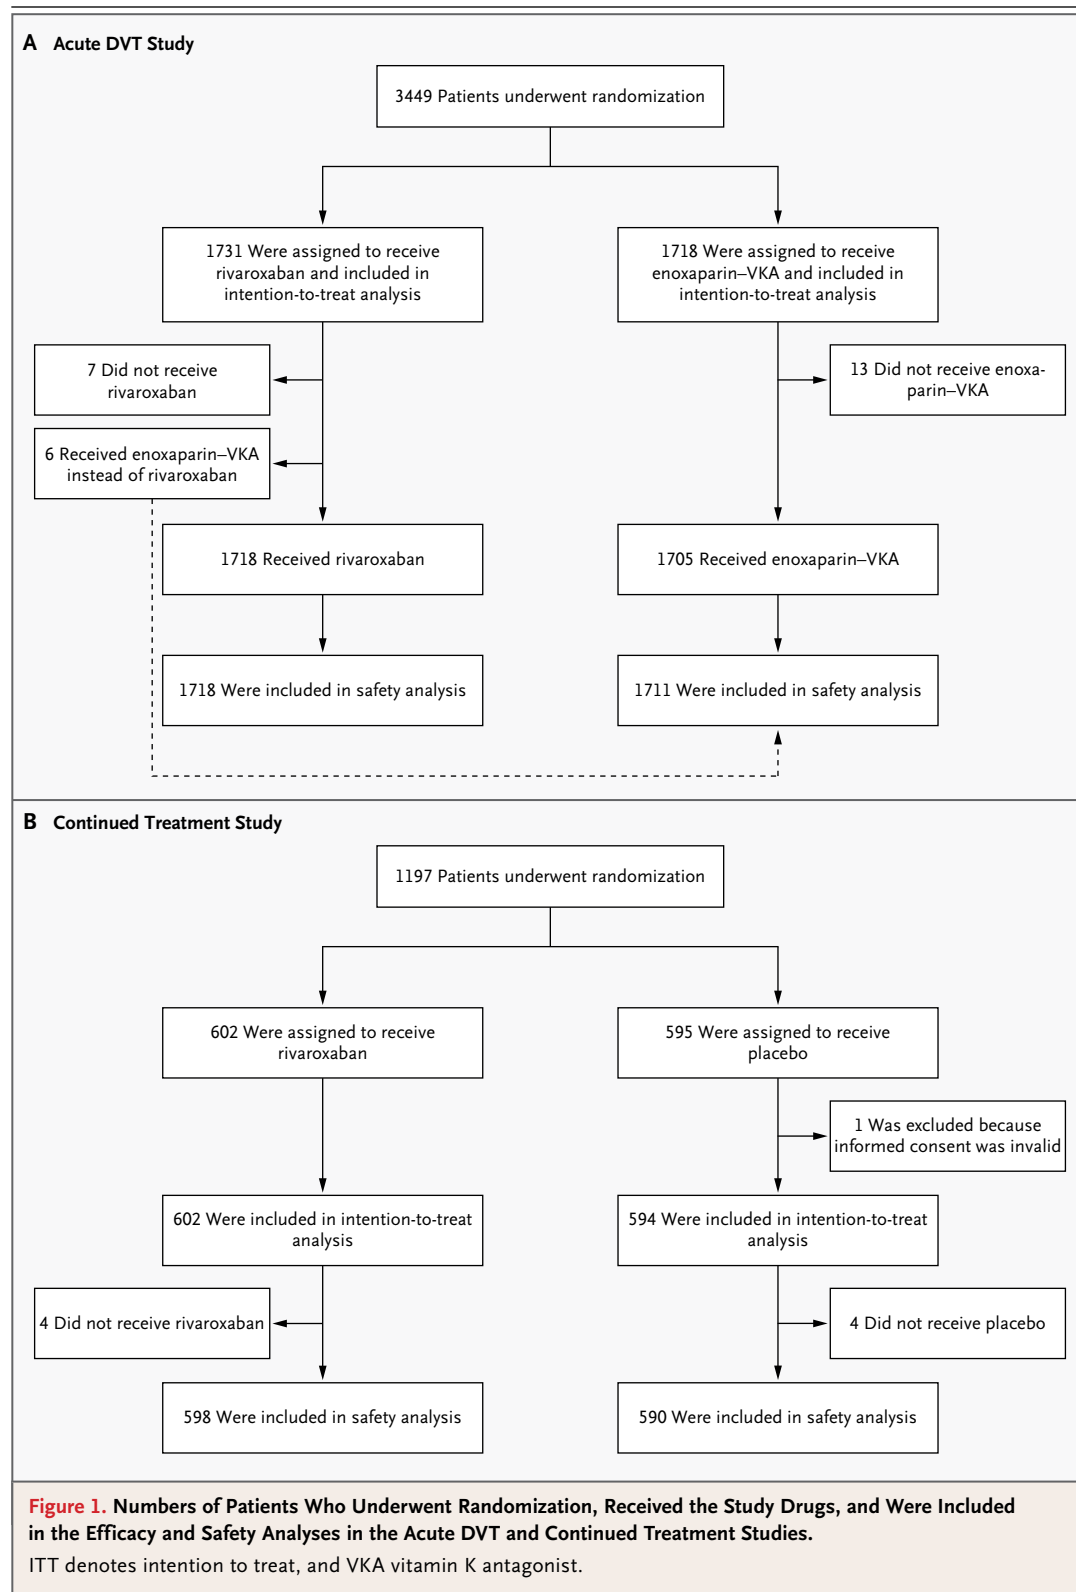 A Acute DVT Study
3449 Patients underwent randomization
1731 Were assigned to receive
rivaroxaban and included in
intention-to-treat analysis
1718 Were assigned to receive
enoxaparin–VKA and included in
intention-to-treat analysis
7 Did not receive
rivaroxaban
13 Did not receive enoxa-
parin–VKA
6 Received enoxaparin–VKA
instead of rivaroxaban
1718 Received rivaroxaban
1705 Received enoxaparin–VKA
1718 Were included in safety analysis
1711 Were included in safety analysis
B Continued Treatment Study
1197 Patients underwent randomization
602 Were assigned to receive
rivaroxaban
595 Were assigned to receive
placebo
1 Was excluded because
informed consent was invalid
602 Were included in intention-to-treat
analysis
594 Were included in intention-to-treat
analysis
4 Did not receive rivaroxaban
4 Did not receive placebo
598 Were included in safety analysis
590 Were included in safety analysis
Figure 1. Numbers of Patients Who Underwent Randomization, Received the Study Drugs, and Were Included
in the Efficacy and Safety Analyses in the Acute DVT and Continued Treatment Studies.
ITT denotes intention to treat, and VKA vitamin K antagonist.